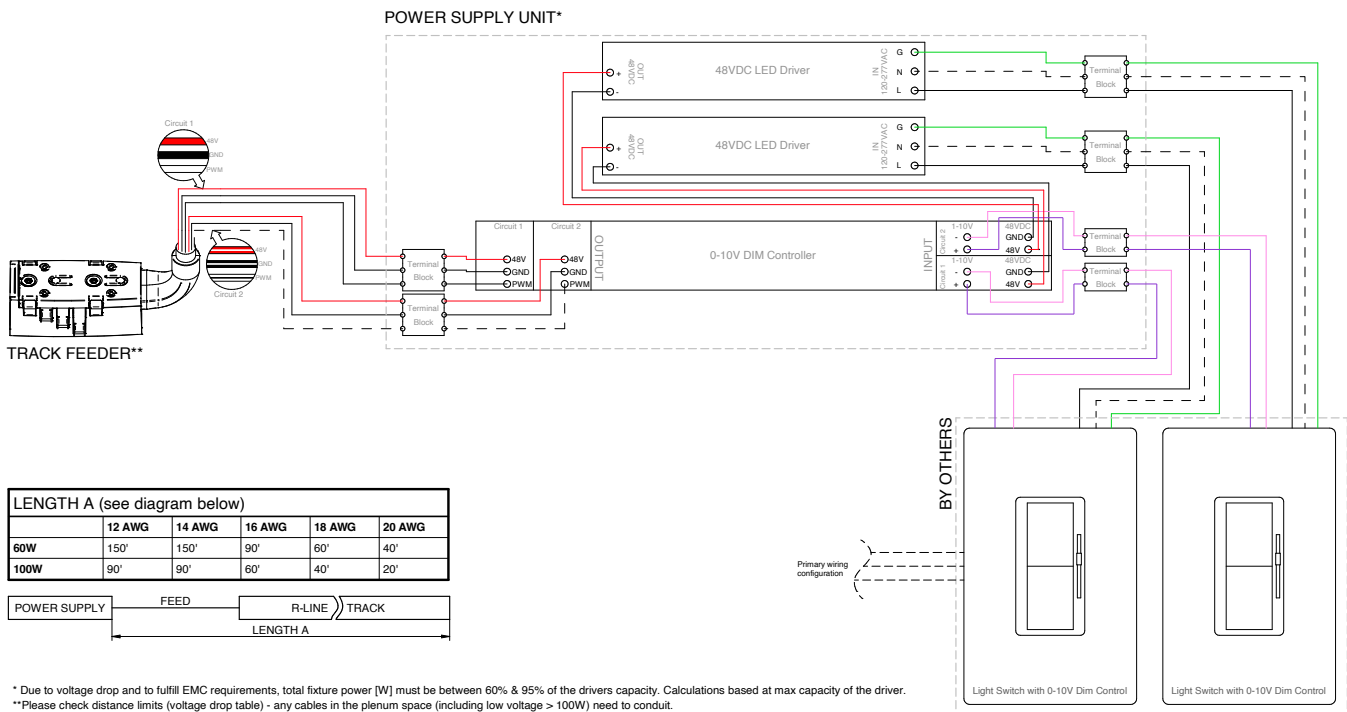 POWER SUPPLY UNIT*
48VDC LED Driver
OUT
48VDC
+
-
IN
120-277VAC
G
N
L
Terminal
Block
48VDC LED Driver
OUT
48VDC
+
-
IN
120-277VAC
G
N
L
Terminal
Block
Circuit 1
48V
GND
PWM
Circuit 2
48V
GND
PWM
TRACK FEEDER**
Terminal
Block
Terminal
Block
Circuit 1
48V
GND
PWM
Circuit 2
48V
GND
PWM
OUTPUT
0-10V DIM Controller
INPUT
Circuit 2
1-10V
-
+
48VDC
GND
48V
Circuit 1
1-10V
-
+
48VDC
GND
48V
Terminal
Block
Terminal
Block
BY OTHERS
Primary wiring
configuration
Light Switch with 0-10V Dim Control
Light Switch with 0-10V Dim Control
LENGTH A (see diagram below)
12 AWG 14 AWG 16 AWG 18 AWG 20 AWG
60W 150' 150' 90' 60' 40'
100W 90' 90' 60' 40' 20'
POWER SUPPLY FEED R-LINE TRACK
LENGTH A
* Due to voltage drop and to fulfill EMC requirements, total fixture power [W] must be between 60% & 95% of the drivers capacity. Calculations based at max capacity of the driver.
**Please check distance limits (voltage drop table) - any cables in the plenum space (including low voltage > 100W) need to conduit.